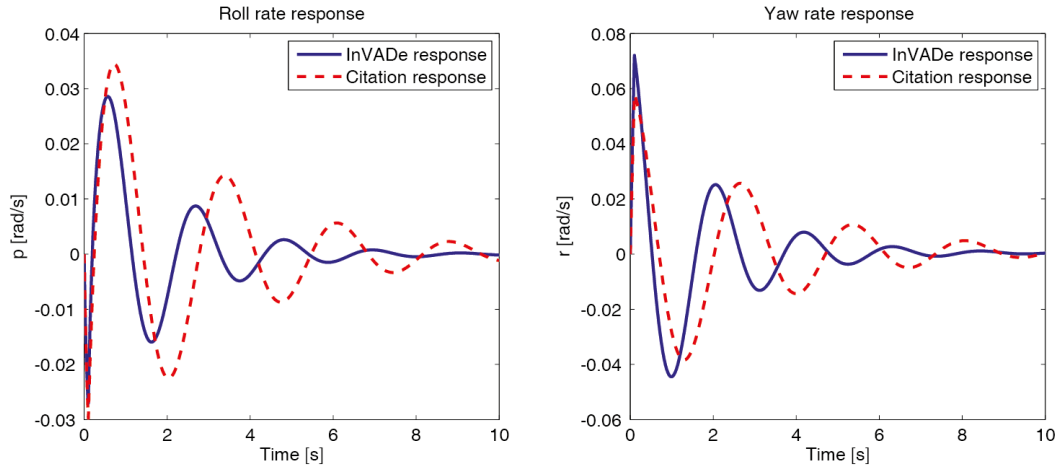 Roll rate response
0.04
0.03
0.02
0.01
0
-0.01
-0.02
-0.03
p [rad/s]
InVADe response
Citation response
0 2 4 6 8 10
Time [s]
Yaw rate response
0.08
0.06
0.04
0.02
0
-0.02
-0.04
-0.06
r [rad/s]
InVADe response
Citation response
0 2 4 6 8 10
Time [s]